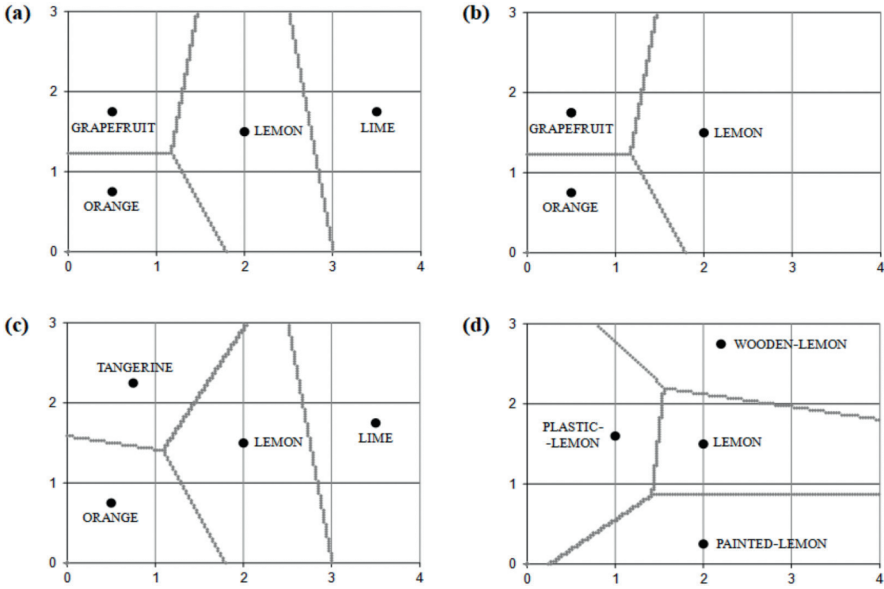 (a)
3
2
1
0
GRAPEFRUIT
LEMON
LIME
ORANGE
0 1 2 3 4
(b)
3
2
1
0
GRAPEFRUIT
LEMON
ORANGE
0 1 2 3 4
(c)
3
2
1
0
TANGERINE
LEMON
LIME
ORANGE
0 1 2 3 4
(d)
3
2
1
0
WOODEN-LEMON
PLASTIC-
-LEMON
LEMON
PAINTED-LEMON
0 1 2 3 4